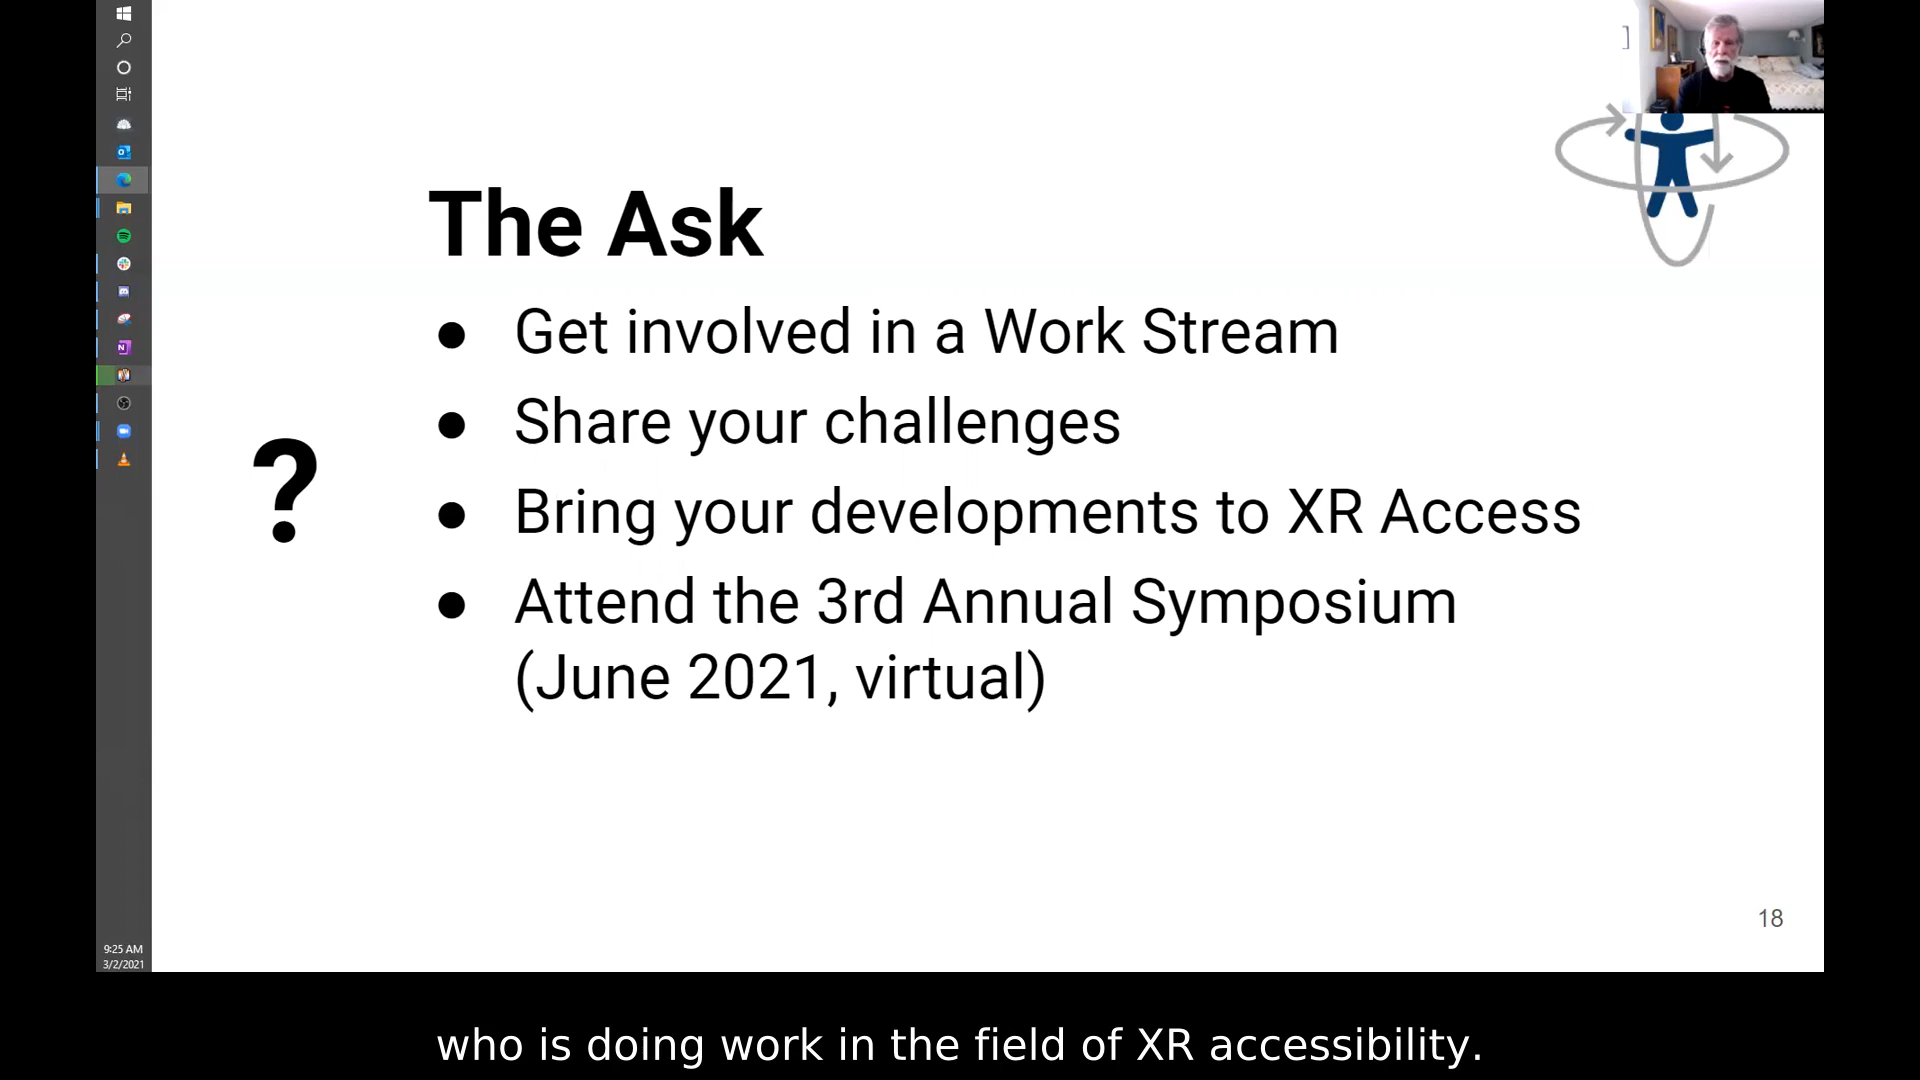 The Ask
● Get involved in a Work Stream
● Share your challenges
?
● Bring your developments to XR Access
● Attend the 3rd Annual Symposium
(June 2021, virtual)
18
9:25 AM
3/2/2021
who is doing work in the field of XR accessibility.